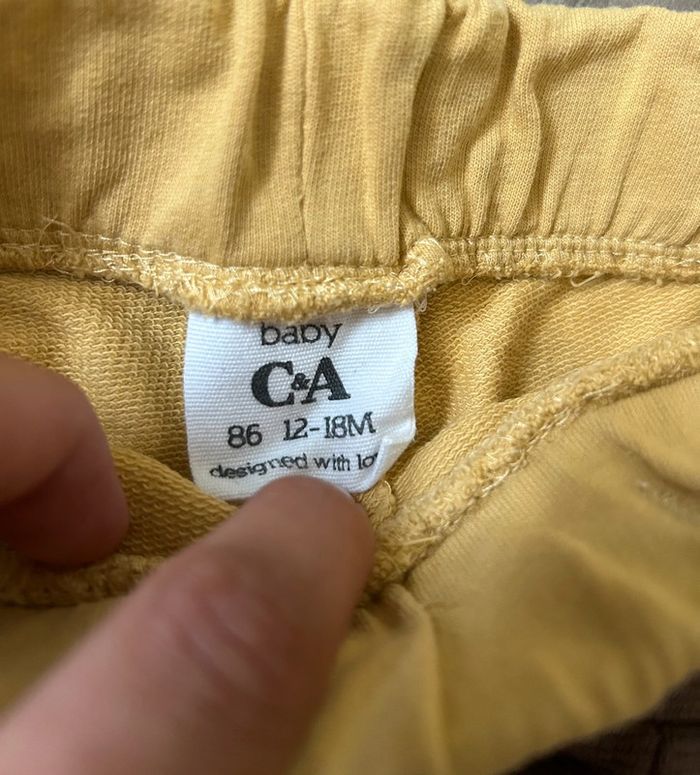 baby
C&A
86 12-18M
designed with